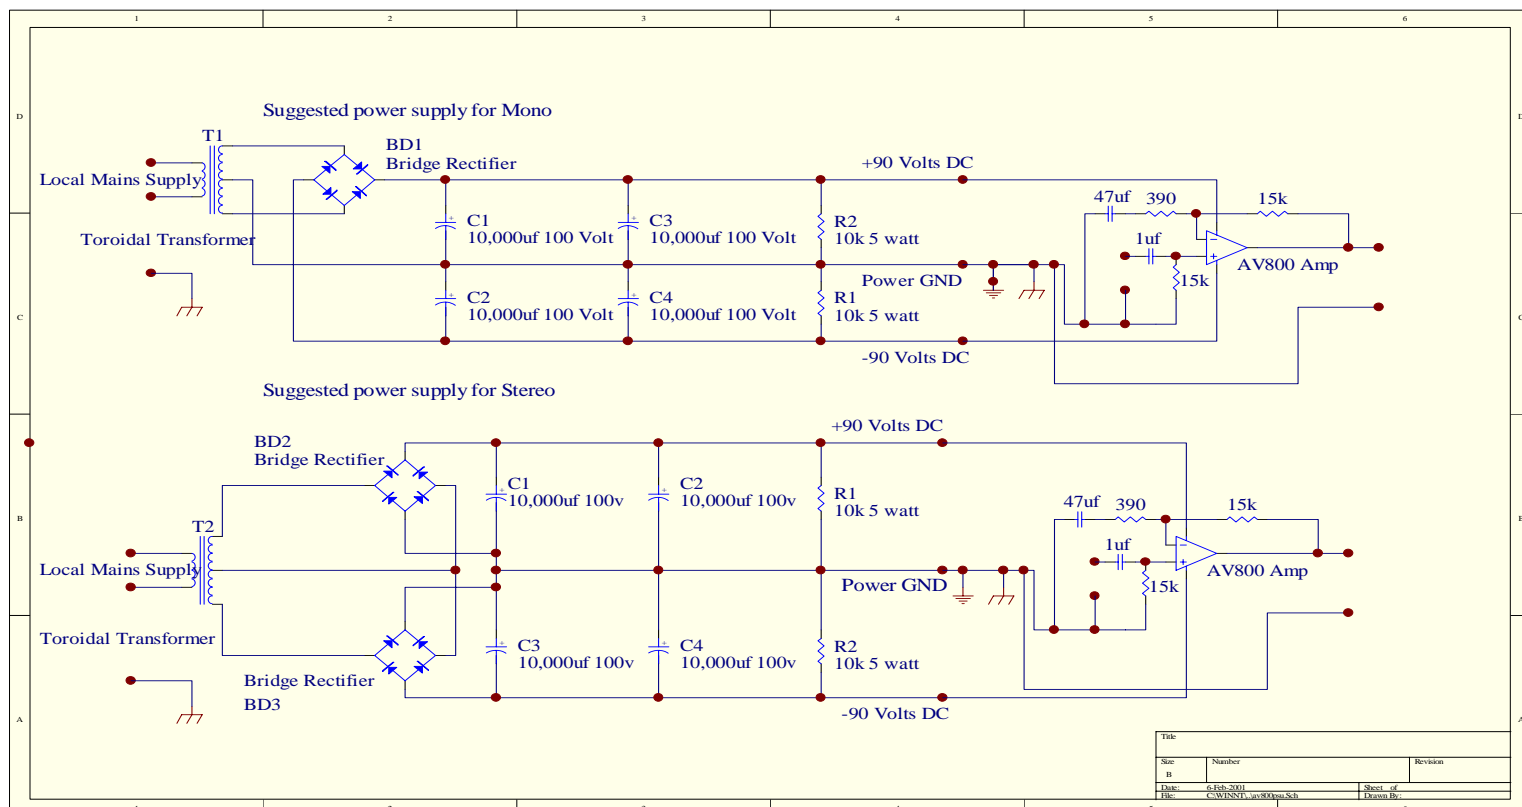 1 2 3 4 5 6
D D
C C
B B
A A
Suggested power supply for Mono
T1
BD1
Bridge Rectifier
Local Mains Supply
Toroidal Transformer
C1
10,000uf 100 Volt
C3
10,000uf 100 Volt
R2
10k 5 watt
C2
10,000uf 100 Volt
C4
10,000uf 100 Volt
R1
10k 5 watt
+90 Volts DC
Power GND
-90 Volts DC
47uf 390 15k
1uf
15k
AV800 Amp
Suggested power supply for Stereo
BD2
Bridge Rectifier
T2
Local Mains Supply
Toroidal Transformer
Bridge Rectifier
BD3
C1
10,000uf 100v
C2
10,000uf 100v
R1
10k 5 watt
C3
10,000uf 100v
C4
10,000uf 100v
R2
10k 5 watt
+90 Volts DC
Power GND
-90 Volts DC
47uf 390 15k
1uf
15k
AV800 Amp
Title
Size Number Revision
B
Date: 6-Feb-2001 Sheet of
File: C:\WINNT\..\av800psu.Sch Drawn By: